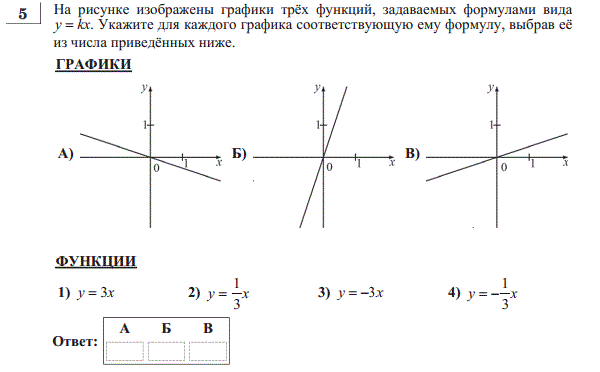 5 На рисунке изображены графики трёх функций, задаваемых формулами вида
y = kx. Укажите для каждого графика соответствующую ему формулу, выбрав её
из числа приведённых ниже.
ГРАФИКИ
А) y 1 0 1 x Б) y 1 0 1 x В) y 1 0 1 x
ФУНКЦИИ
1) y = 3x 2) y = 1/3 x 3) y = –3x 4) y = –1/3 x
А Б В
Ответ: